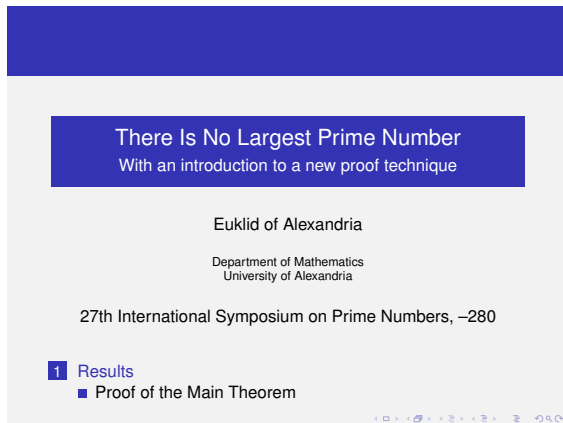 There Is No Largest Prime Number
With an introduction to a new proof technique
Euklid of Alexandria
Department of Mathematics
University of Alexandria
27th International Symposium on Prime Numbers, –280
1 Results
Proof of the Main Theorem